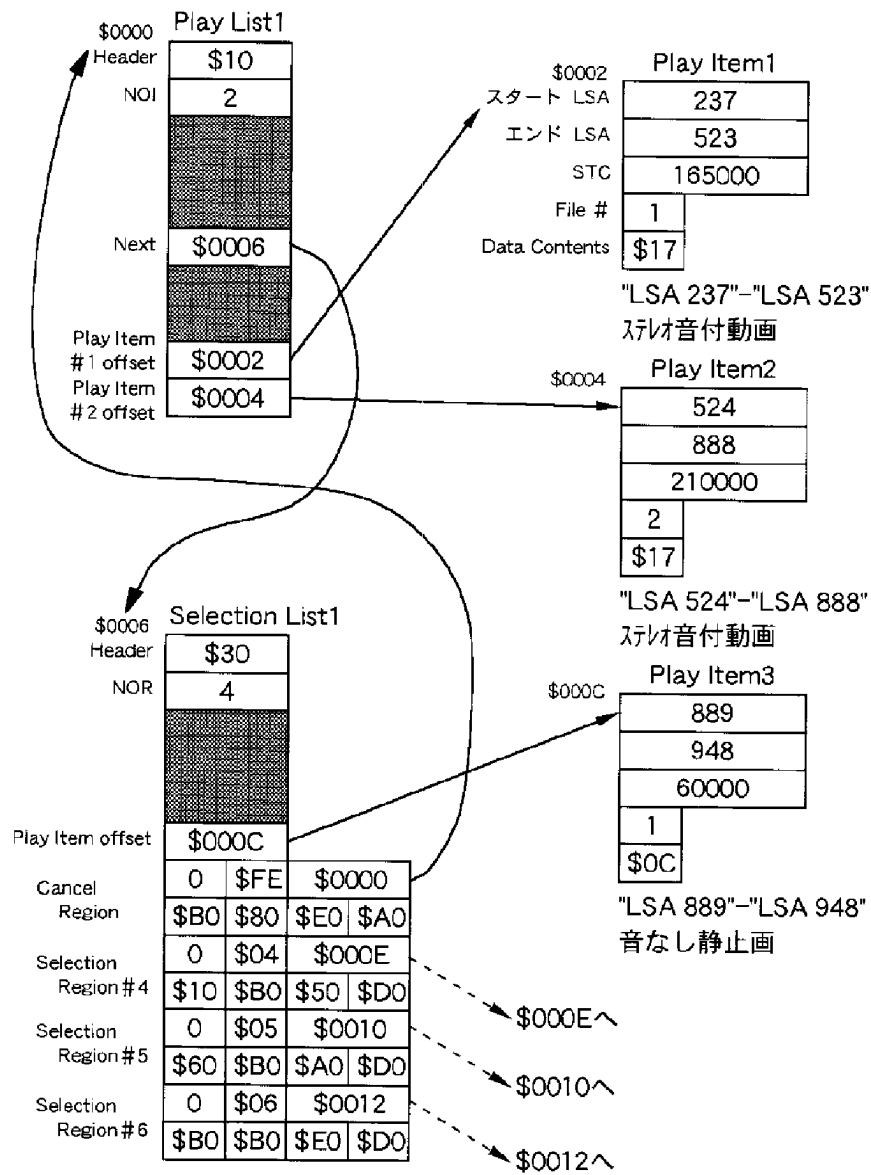 Play List1
$0000
Header
$10
NOI
2
Next
$0006
Play Item
#1 offset
$0002
Play Item
#2 offset
$0004
Play Item1
$0002
スタート LSA
237
エンド LSA
523
STC
165000
File #
1
Data Contents
$17
"LSA 237"-"LSA 523"
ステレオ音付動画
Play Item2
$0004
524
888
210000
2
$17
"LSA 524"-"LSA 888"
ステレオ音付動画
Selection List1
$0006
Header
$30
NOR
4
Play Item offset
$000C
Cancel
Region
0 $FE $0000
$B0 $80 $E0 $A0
Selection
Region#4
0 $04 $000E
$10 $B0 $50 $D0
Selection
Region#5
0 $05 $0010
$60 $B0 $A0 $D0
Selection
Region#6
0 $06 $0012
$B0 $B0 $E0 $D0
Play Item3
$000C
889
948
60000
1
$0C
"LSA 889"-"LSA 948"
音なし静止画
$000Eへ
$0010へ
$0012へ